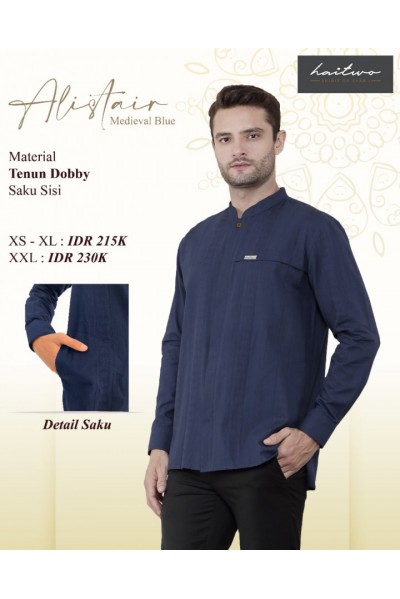 haitwo
Alistair
Medieval Blue
Material
Tenun Dobby
Saku Sisi
XS - XL : IDR 215K
XXL : IDR 230K
Detail Saku